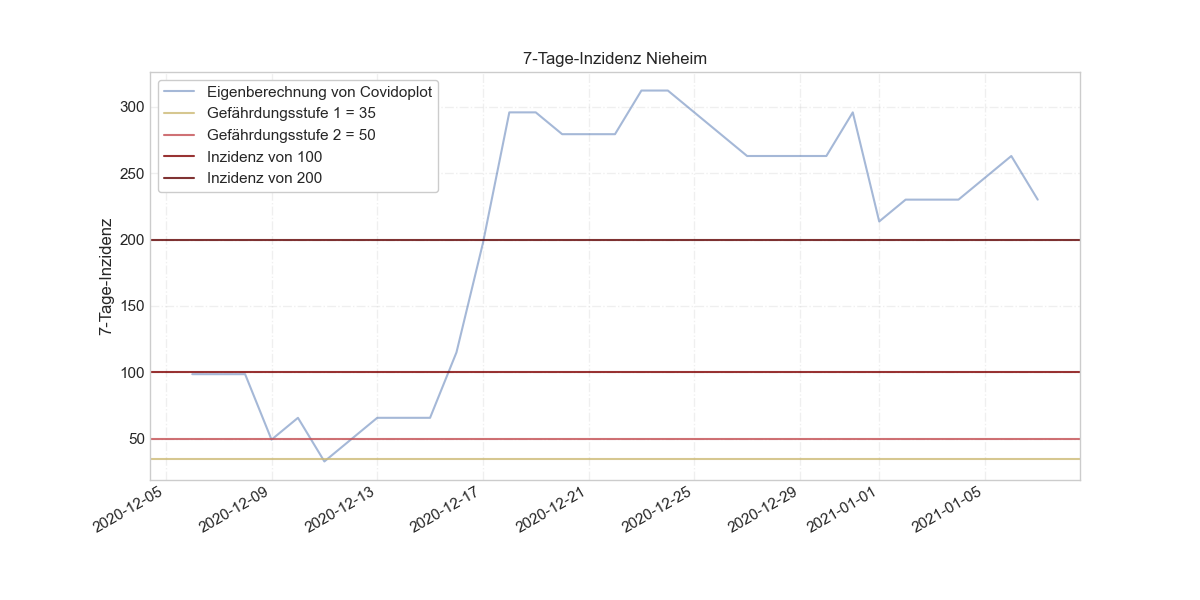 7-Tage-Inzidenz Nieheim
Eigenberechnung von Covidoplot
Gefährdungsstufe 1 = 35
Gefährdungsstufe 2 = 50
Inzidenz von 100
Inzidenz von 200
7-Tage-Inzidenz
300
250
200
150
100
50
2020-12-05
2020-12-09
2020-12-13
2020-12-17
2020-12-21
2020-12-25
2020-12-29
2021-01-01
2021-01-05